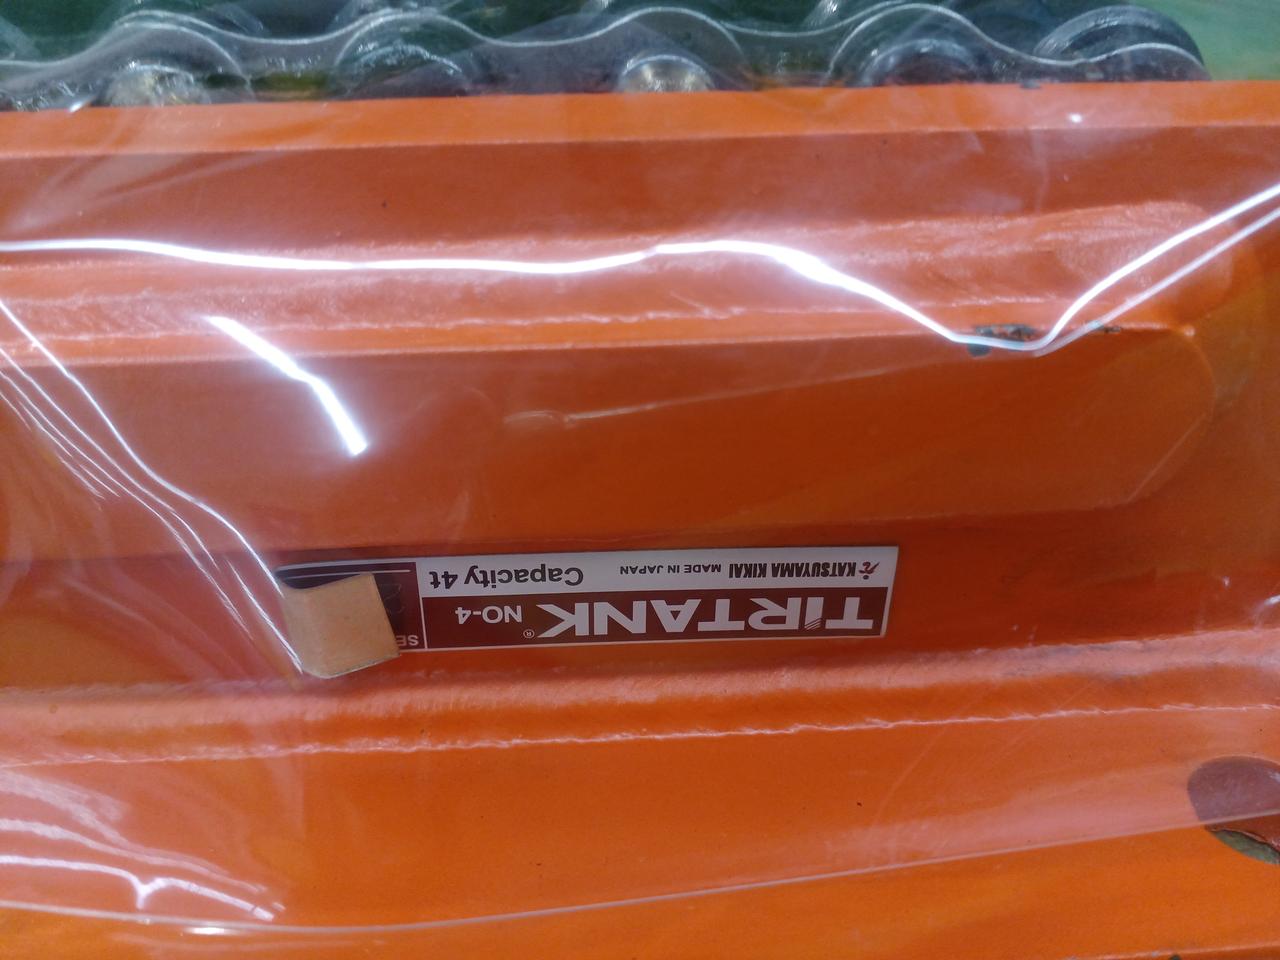 TIRTANK® NO-4
KATSUYAMA KIKAI MADE IN JAPAN Capacity 4t